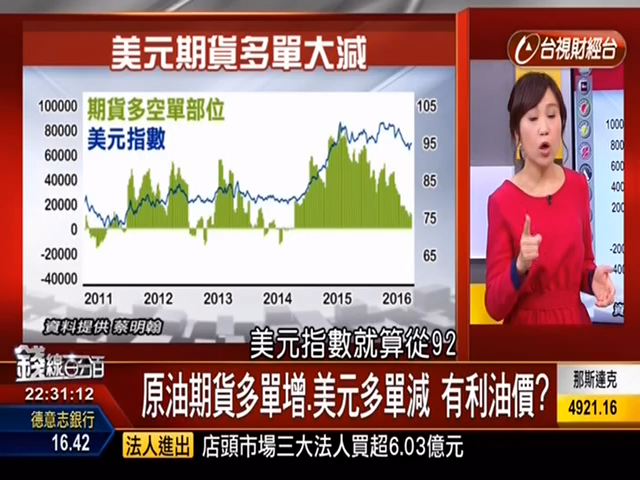 美元期貨多單大減
台視財經台
100000
80000
60000
40000
20000
0
-20000
-40000
期貨多空單部位
美元指數
105
95
85
75
65
2011 2012 2013 2014 2015 2016
資料提供 蔡明翰
美元指數就算從92
錢線百分百
原油期貨多單增.美元多單減 有利油價?
那斯達克
4921.16
22:31:12
德意志銀行
16.42
法人進出
店頭市場三大法人買超6.03億元